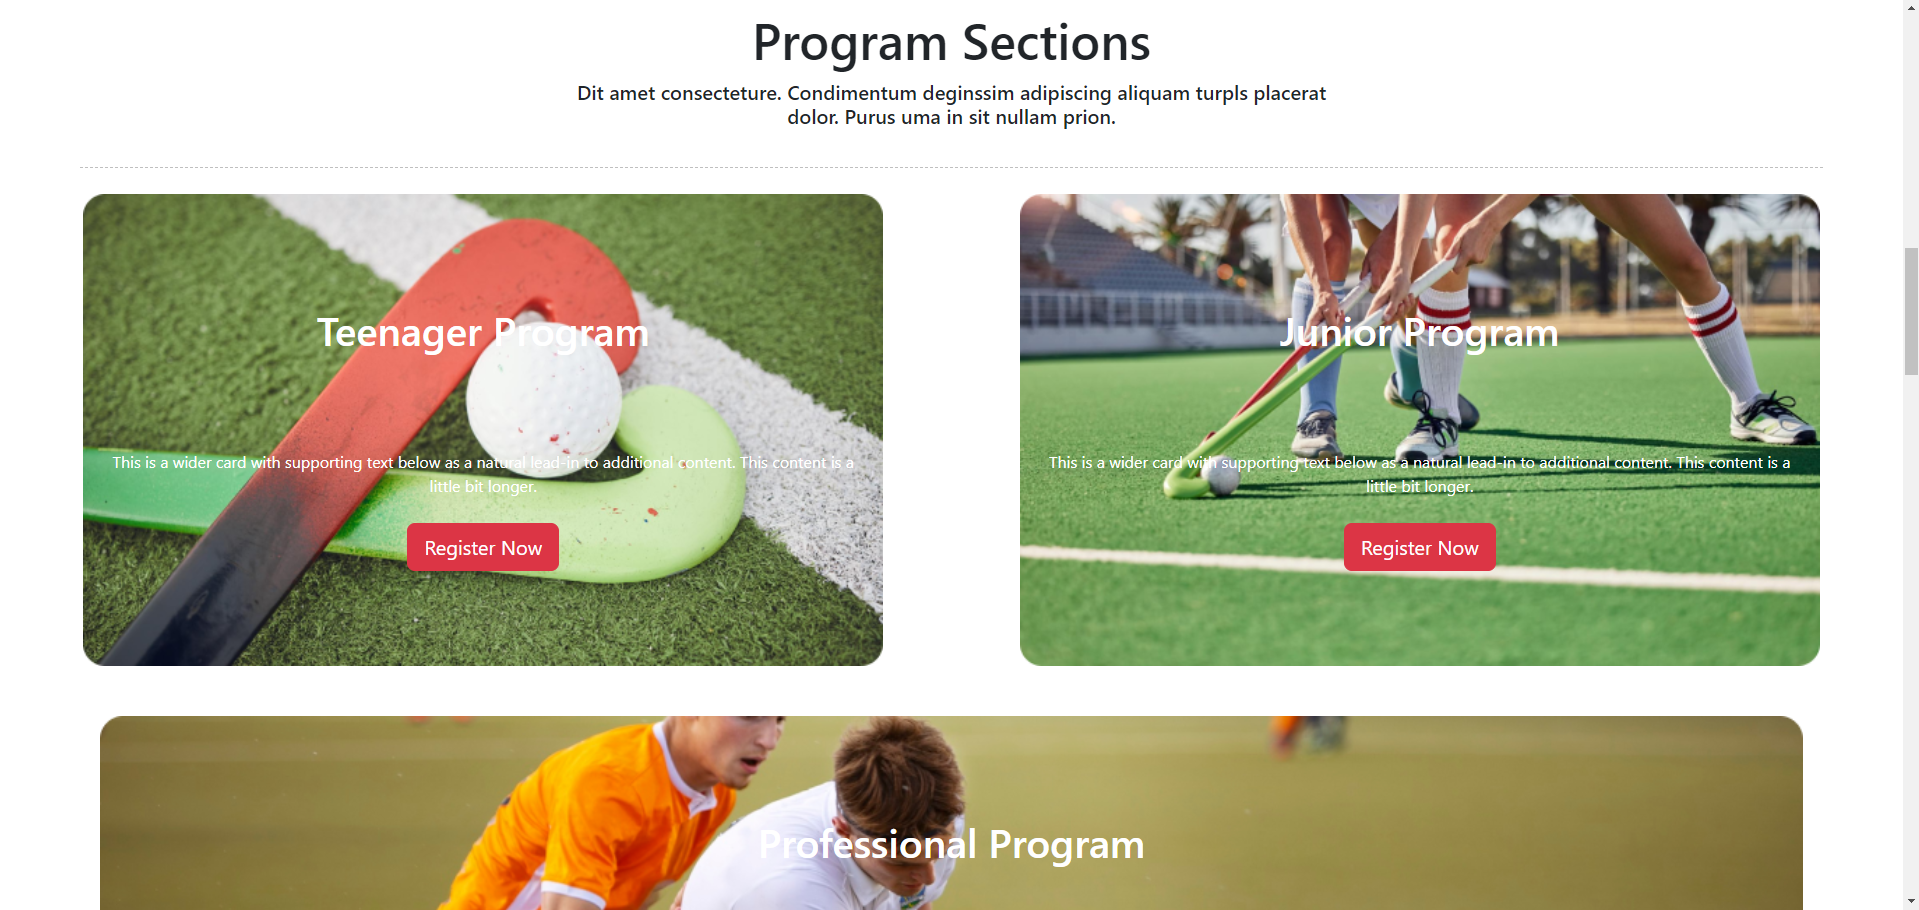 Program Sections
Dit amet consecteture. Condimentum deginssim adipiscing aliquam turpls placerat
dolor. Purus uma in sit nullam prion.
Teenager Program
This is a wider card with supporting text below as a natural lead-in to additional content. This content is a
little bit longer.
Register Now
Junior Program
This is a wider card with supporting text below as a natural lead-in to additional content. This content is a
little bit longer.
Register Now
Professional Program